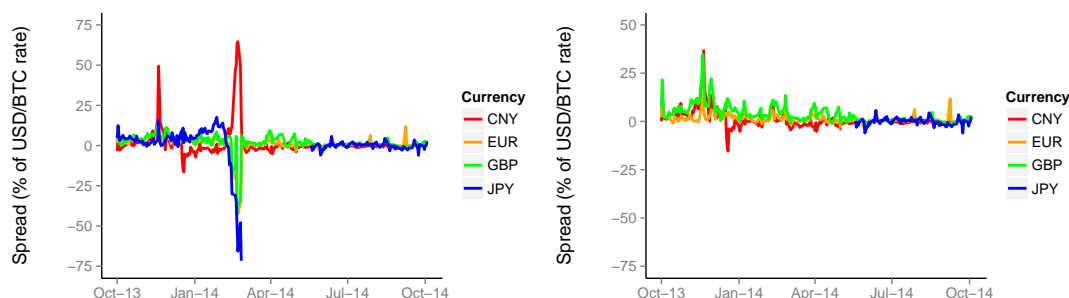 Spread (% of USD/BTC rate)
75
50
25
0
−25
−50
−75
Oct−13 Jan−14 Apr−14 Jul−14 Oct−14
Currency
CNY
EUR
GBP
JPY
Spread (% of USD/BTC rate)
50
25
0
−25
−50
−75
Oct−13 Jan−14 Apr−14 Jul−14 Oct−14
Currency
CNY
EUR
GBP
JPY